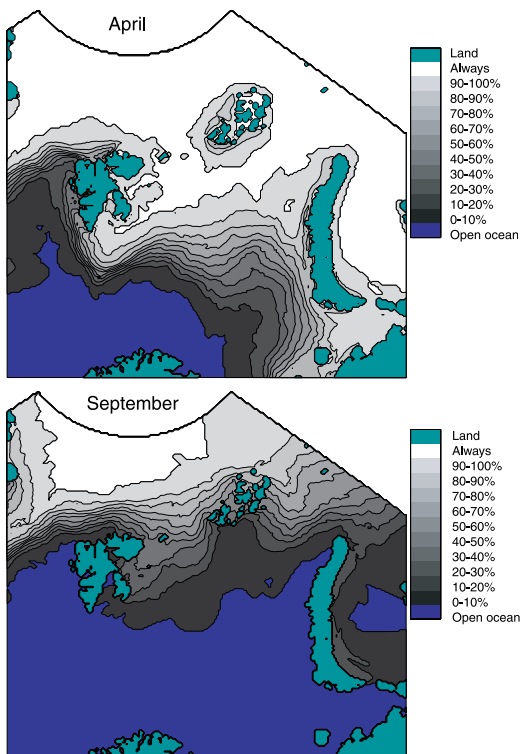 April
Land
Always
90-100%
80-90%
70-80%
60-70%
50-60%
40-50%
30-40%
20-30%
10-20%
0-10%
Open ocean
September
Land
Always
90-100%
80-90%
70-80%
60-70%
50-60%
40-50%
30-40%
20-30%
10-20%
0-10%
Open ocean